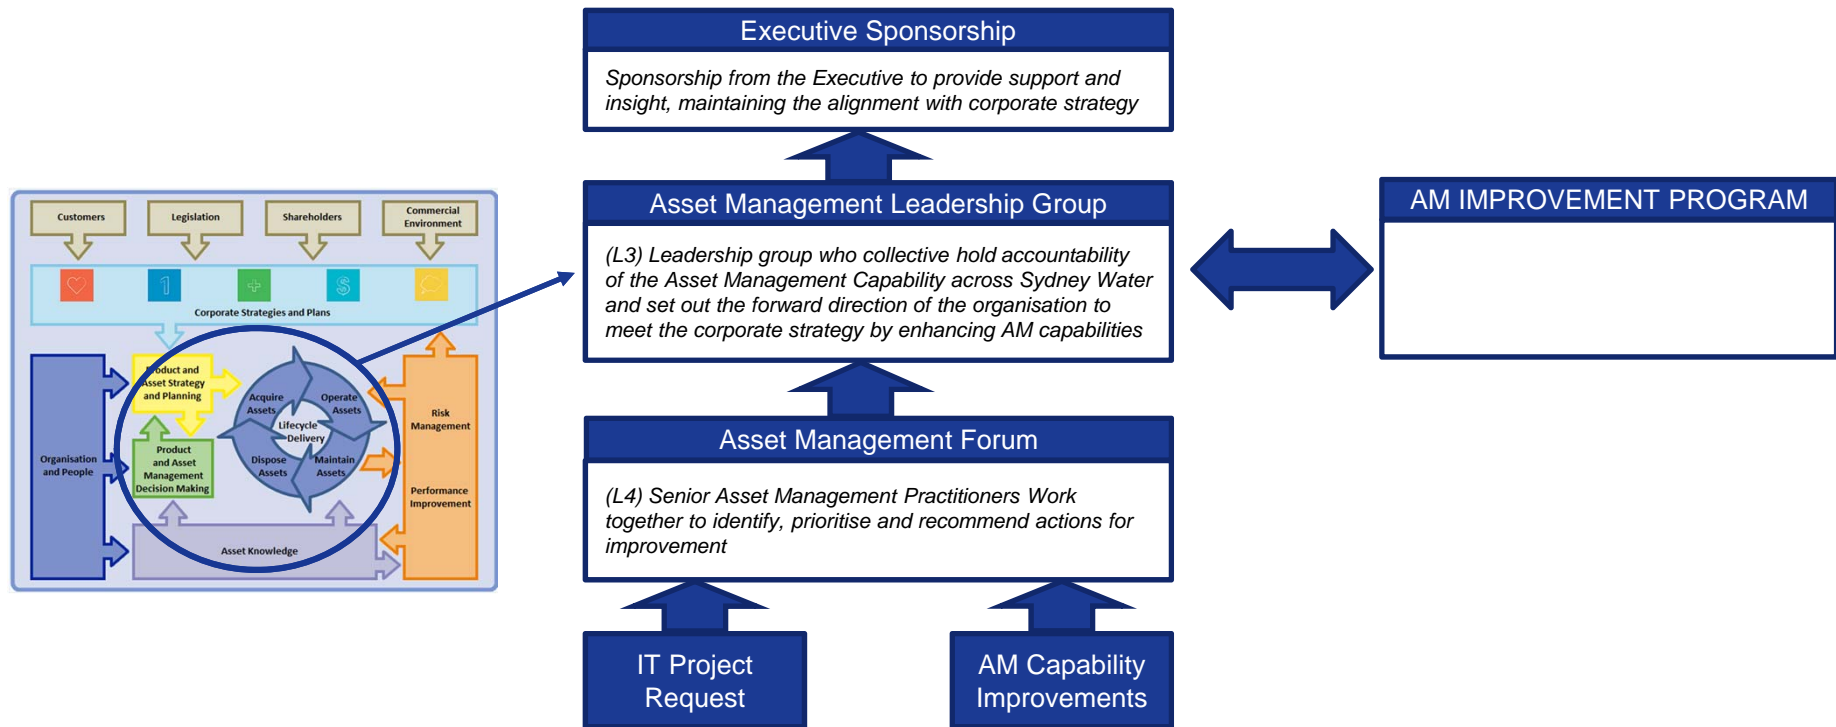 Executive Sponsorship
Sponsorship from the Executive to provide support and
insight, maintaining the alignment with corporate strategy
Asset Management Leadership Group
(L3) Leadership group who collective hold accountability
of the Asset Management Capability across Sydney Water
and set out the forward direction of the organisation to
meet the corporate strategy by enhancing AM capabilities
AM IMPROVEMENT PROGRAM
Asset Management Forum
(L4) Senior Asset Management Practitioners Work
together to identify, prioritise and recommend actions for
improvement
IT Project
Request
AM Capability
Improvements
Customers
Legislation
Shareholders
Commercial
Environment
1
$
Corporate Strategies and Plans
Product and
Asset Strategy
and Planning
Acquire
Assets
Operate
Assets
Lifecycle
Delivery
Dispose
Assets
Maintain
Assets
Product
and Asset
Management
Decision Making
Organisation
and People
Risk
Management
Performance
Improvement
Asset Knowledge